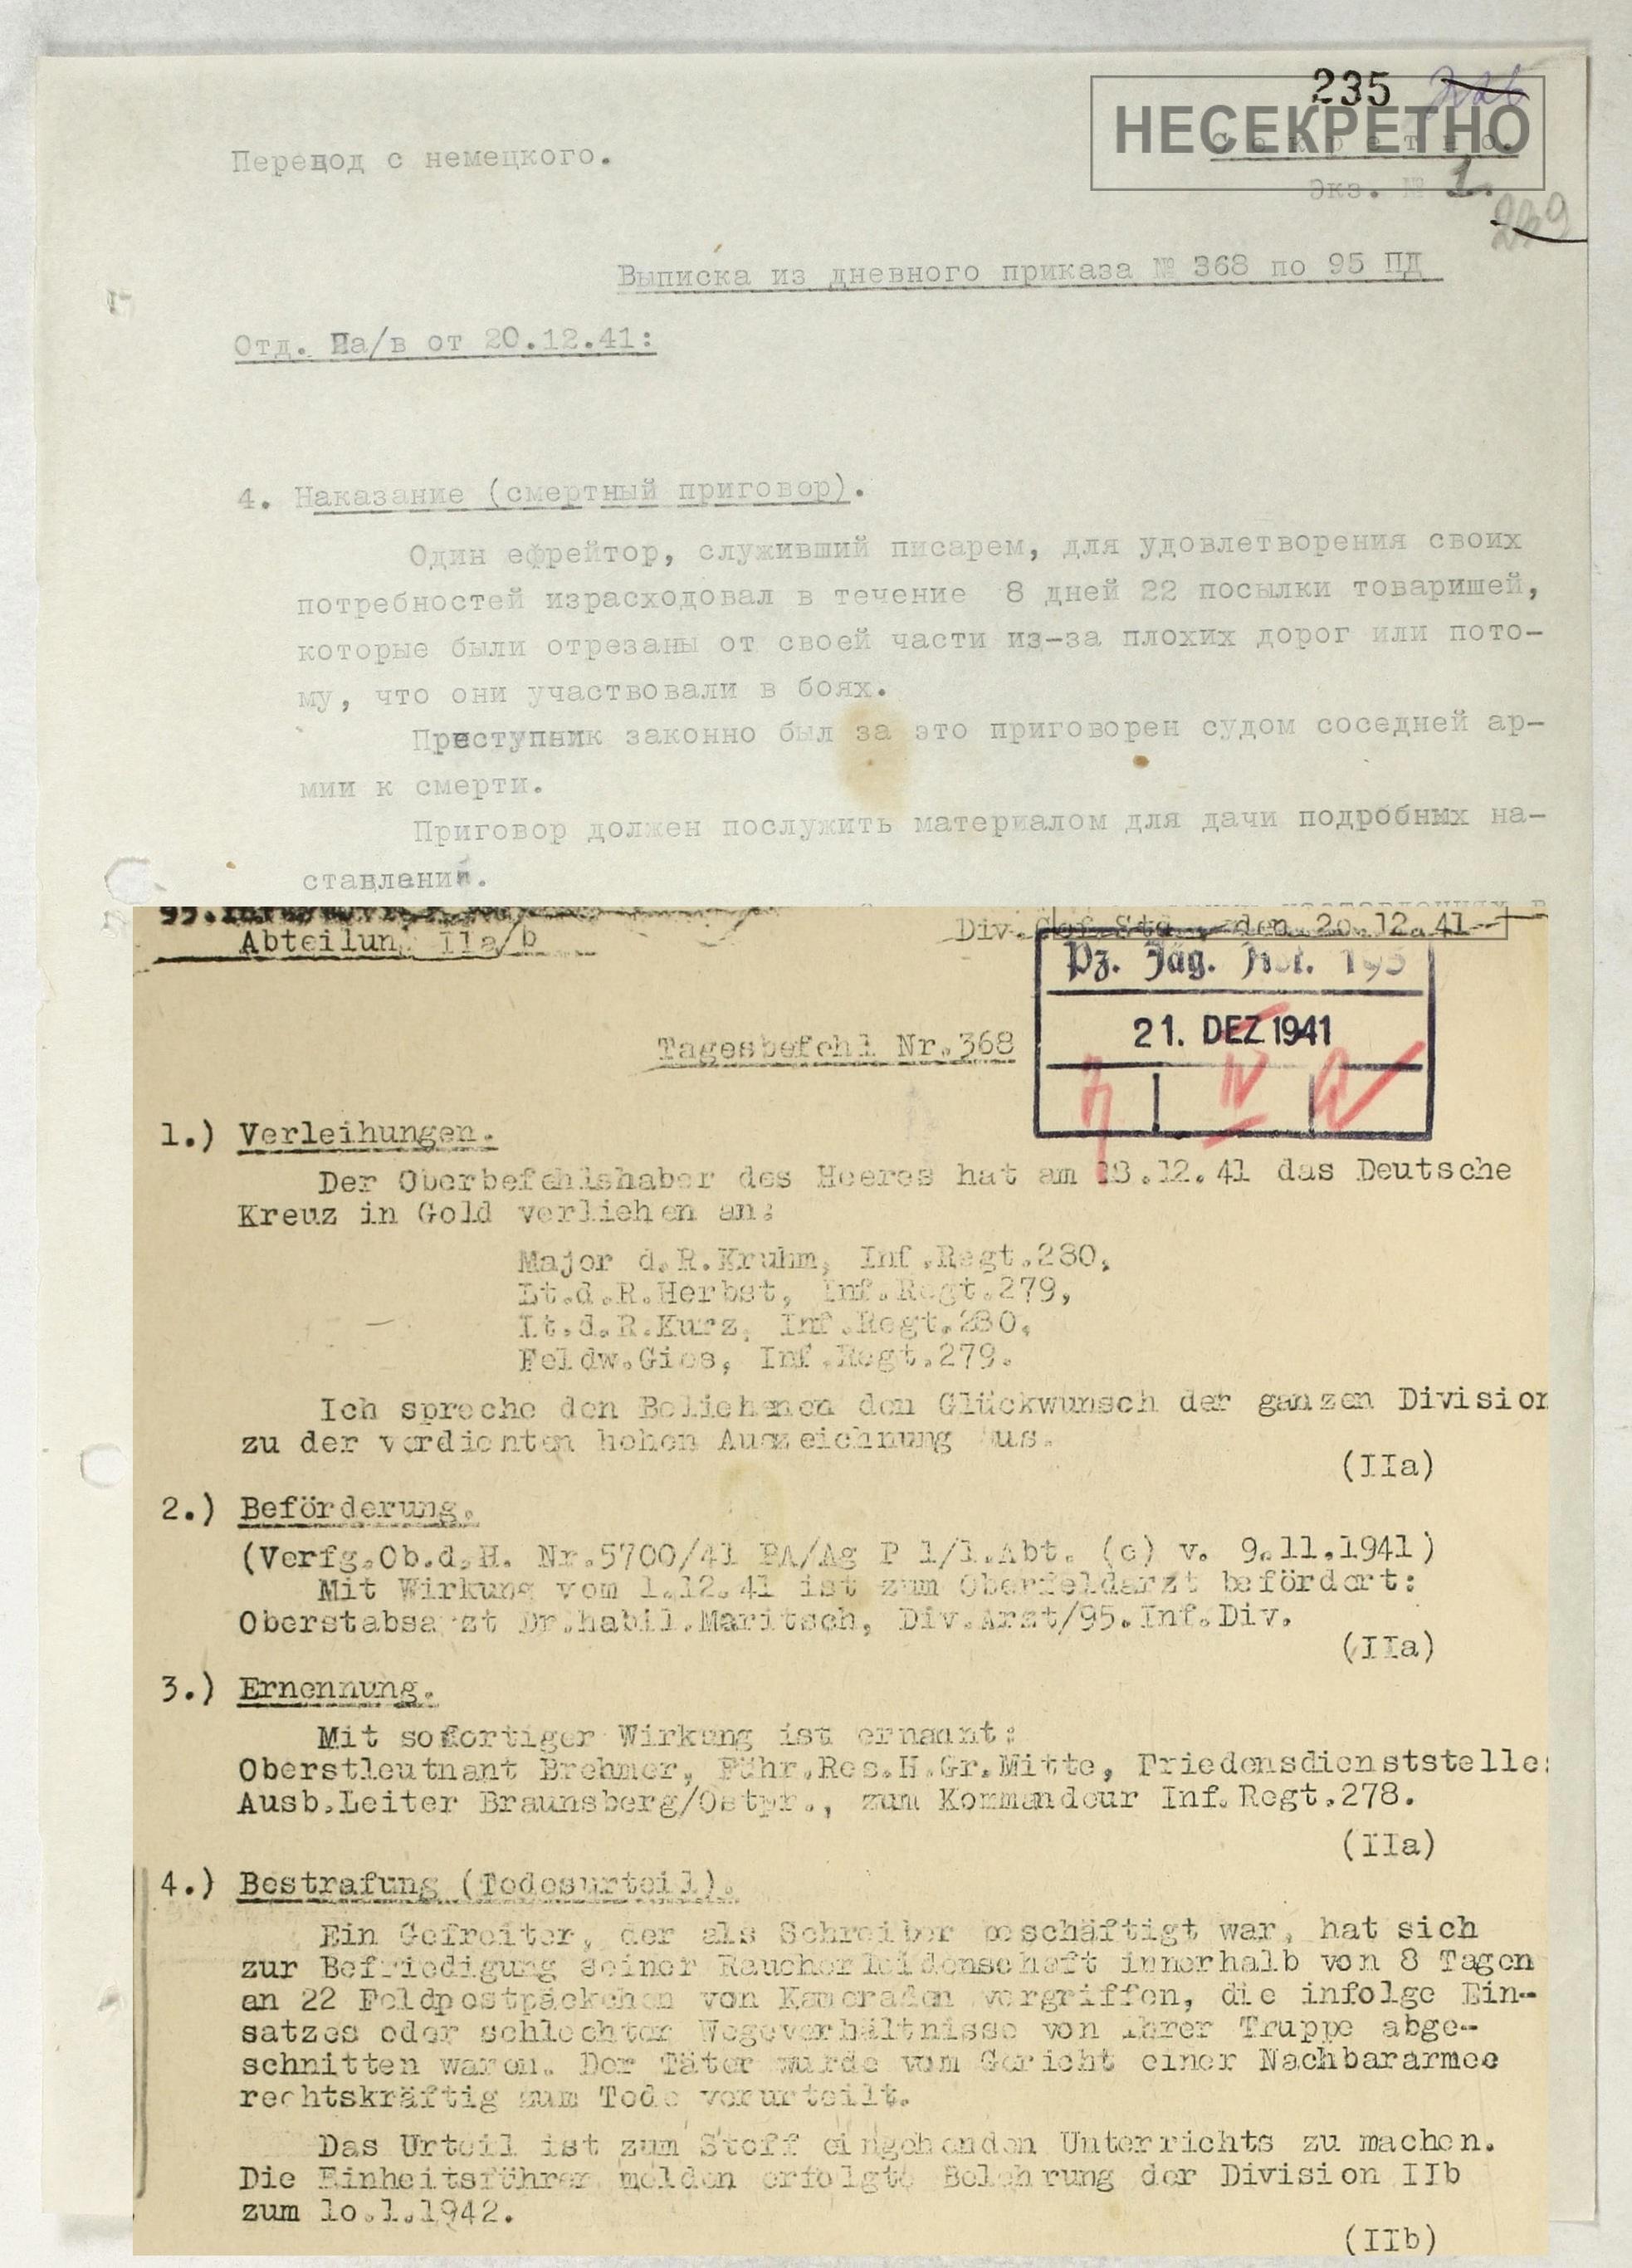 235
НЕСЕКРЕТНО
Перевод с немецкого.
Секретно.
Экз. № 1.
Выписка из дневного приказа № 368 по 95 ПД
Отд. Па/в от 20.12.41:
4. Наказание (смертный приговор).
Один ефрейтор, служивший писарем, для удовлетворения своих
потребностей израсходовал в течение 8 дней 22 посылки товаришей,
которые были отрезаны от своей части из-за плохих дорог или пото-
му, что они участвовали в боях.
Преступник законно был за это приговорен судом соседней ар-
мии к смерти.
Приговор должен послужить материалом для дачи подробных на-
ставлений.
Abteilung IIa/b
Div.Gef.Std., den 20.12.41
Pz. Jäg. Abt. 195
21. DEZ 1941
Tagesbefehl Nr.368
1.) Verleihungen.
Der Oberbefehlshaber des Heeres hat am 18.12.41 das Deutsche
Kreuz in Gold verliehen an:
Major d.R.Kruhm, Inf.Regt.280,
Lt.d.R.Herbst, Inf.Regt.279,
Lt.d.R.Kurz, Inf.Regt.280,
Feldw.Gies, Inf.Regt.279.
Ich spreche den Beliehenen den Glückwunsch der ganzen Division
zu der verdienten hohen Auszeichnung aus.
(IIa)
2.) Beförderung.
(Verfg.Ob.d.H. Nr.5700/41 PA/Ag P 1/1.Abt. (c) v. 9.11.1941)
Mit Wirkung vom 1.12.41 ist zum Oberfeldarzt befördert:
Oberstabsarzt Dr.habil.Maritsch, Div.Arzt/95.Inf.Div.
(IIa)
3.) Ernennung.
Mit sofortiger Wirkung ist ernannt:
Oberstleutnant Brehmer, Führ.Res.H.Gr.Mitte, Friedensdienststelle:
Ausb.Leiter Braunsberg/Ostpr., zum Kommandeur Inf.Regt.278.
(IIa)
4.) Bestrafung (Todesurteil).
Ein Gefreiter, der als Schreiber beschäftigt war, hat sich
zur Befriedigung seiner Raucherleidenschaft innerhalb von 8 Tagen
an 22 Feldpostpäckchen von Kameraden vergriffen, die infolge Ein-
satzes oder schlechter Wegeverhältnisse von ihrer Truppe abge-
schnitten waren. Der Täter wurde vom Gericht einer Nachbararmee
rechtskräftig zum Tode verurteilt.
Das Urteil ist zum Stoff eingehenden Unterrichts zu machen.
Die Einheitsführer melden erfolgte Belehrung der Division IIb
zum 1o.1.1942.
(IIb)